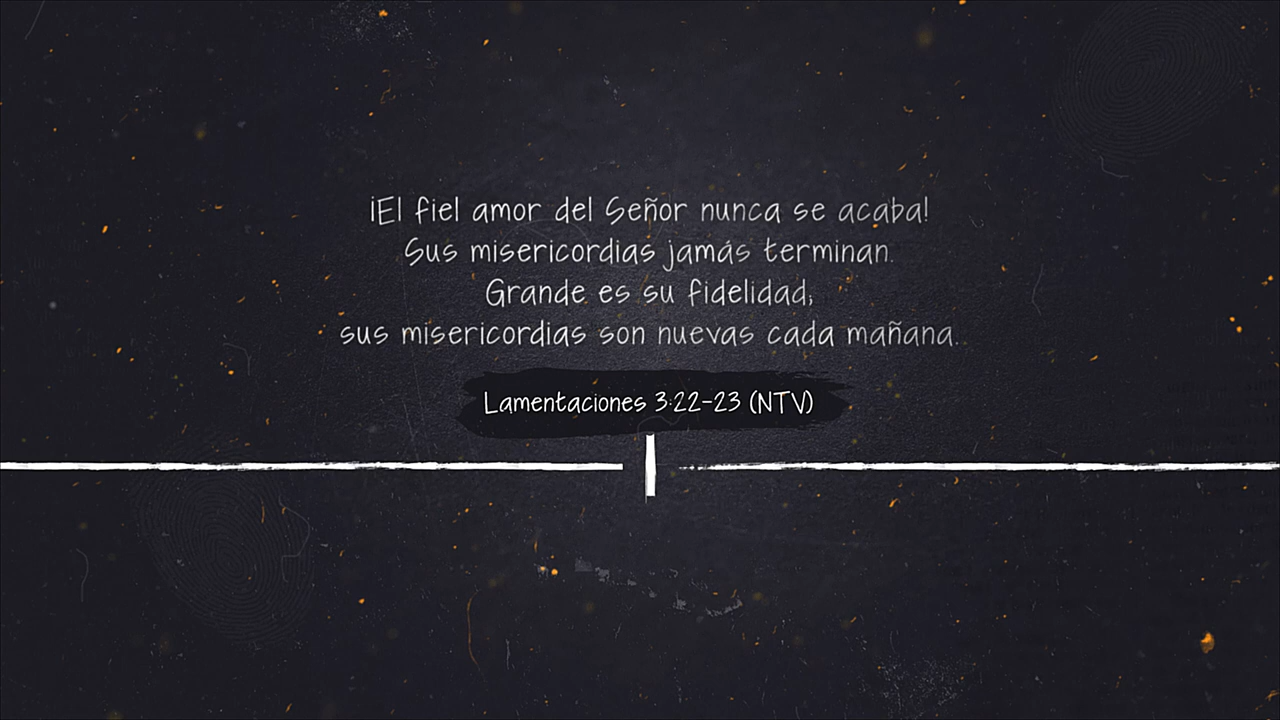 ¡El fiel amor del Señor nunca se acaba!
Sus misericordias jamás terminan.
Grande es su fidelidad;
sus misericordias son nuevas cada mañana.
Lamentaciones 3:22-23 (NTV)